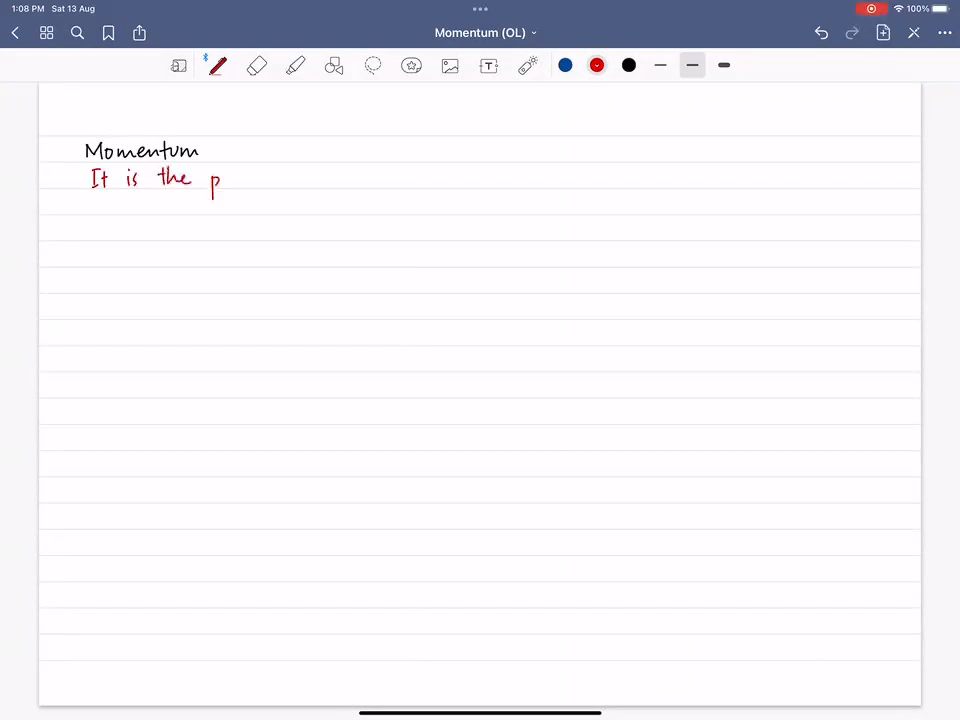 1:08 PM Sat 13 Aug
100%
Momentum (OL)
T
Momentum
It is the p